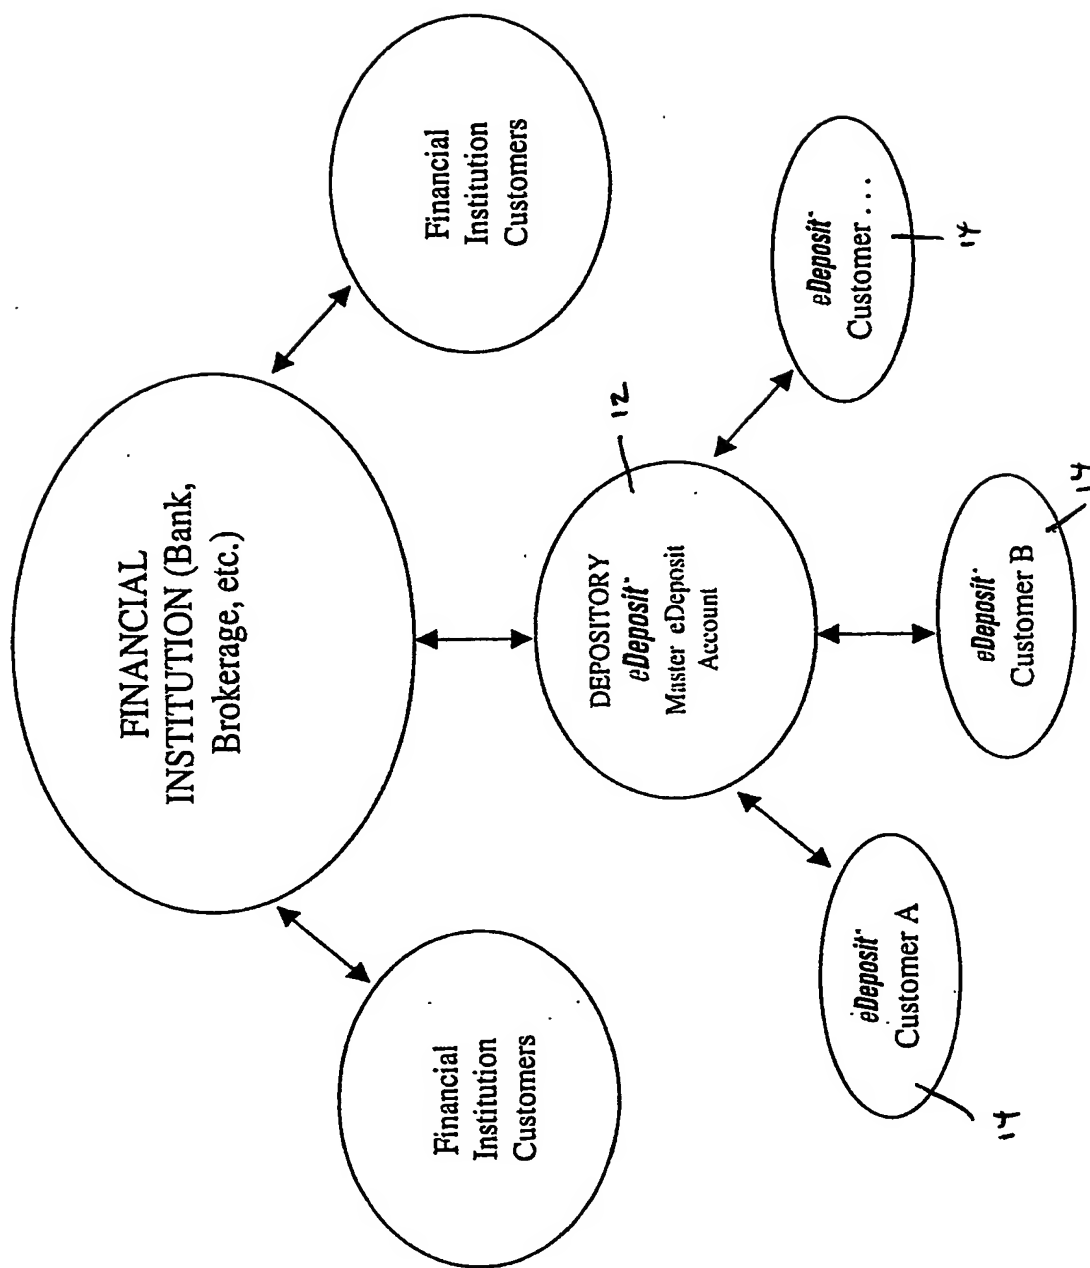 FINANCIAL
INSTITUTION (Bank,
Brokerage, etc.)
Financial
Institution
Customers
Financial
Institution
Customers
12
DEPOSITORY
eDeposit
Master eDeposit
Account
eDeposit
Customer A
14
eDeposit
Customer B
14
eDeposit
Customer...
14